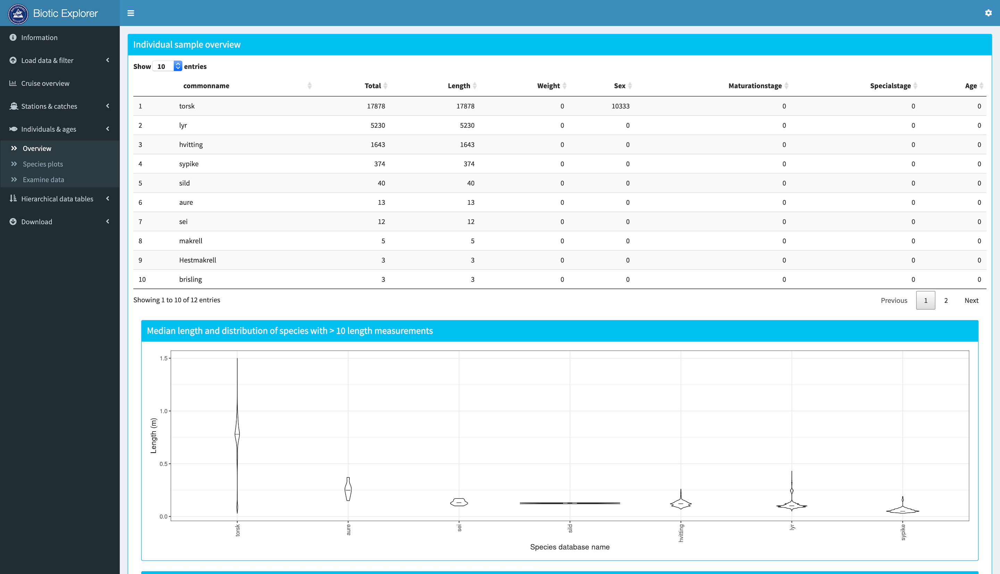 Biotic Explorer
Information
Load data & filter
Cruise overview
Stations & catches
Individuals & ages
Overview
Species plots
Examine data
Hierarchical data tables
Download
Individual sample overview
Show 10 entries
commonname Total Length Weight Sex Maturationstage Specialstage Age
1 torsk 17878 17878 0 10333 0 0 0
2 lyr 5230 5230 0 0 0 0 0
3 hvitting 1643 1643 0 0 0 0 0
4 sypike 374 374 0 0 0 0 0
5 sild 40 40 0 0 0 0 0
6 aure 13 13 0 0 0 0 0
7 sei 12 12 0 0 0 0 0
8 makrell 5 5 0 0 0 0 0
9 Hestmakrell 3 3 0 0 0 0 0
10 brisling 3 3 0 0 0 0 0
Showing 1 to 10 of 12 entries
Previous 1 2 Next
Median length and distribution of species with > 10 length measurements
Length (m)
1.5
1.0
0.5
0.0
torsk aure sei sild hvitting lyr sypike
Species database name